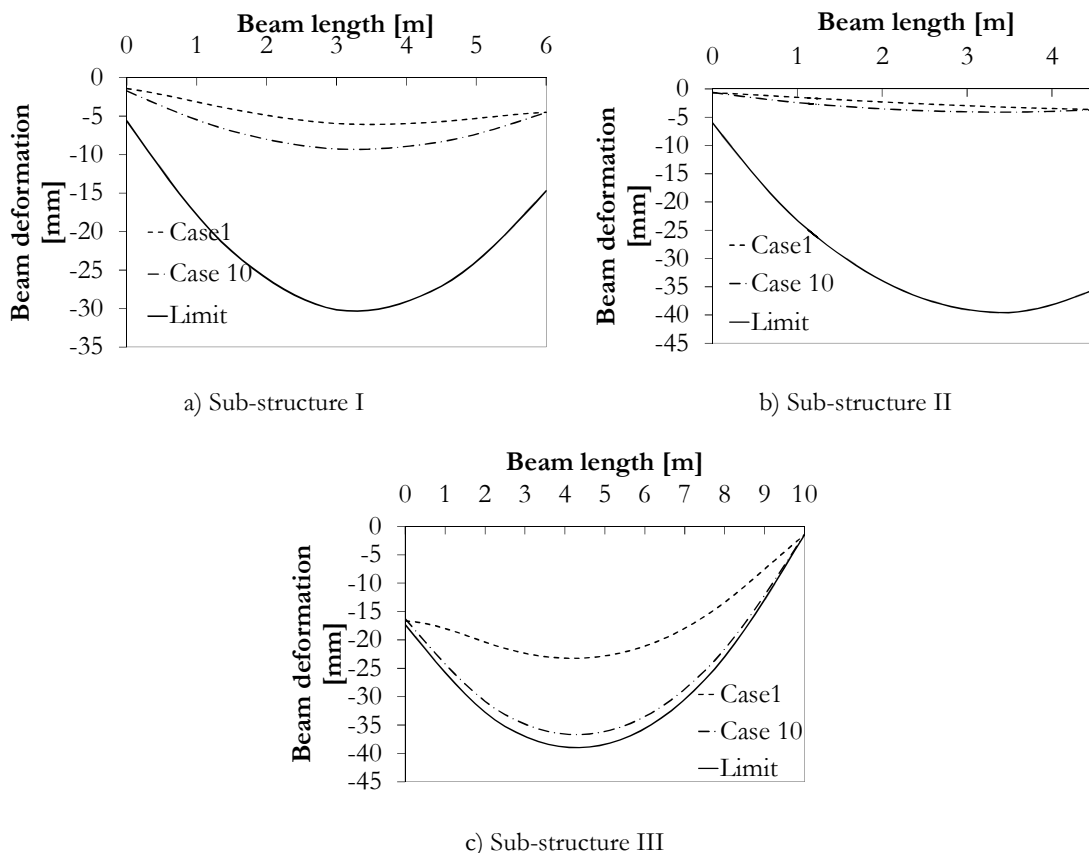 Beam length [m]
0 1 2 3 4 5 6
0
-5
-10
-15
-20
-25
-30
-35
Beam deformation
[mm]
Case1
Case 10
Limit
a) Sub-structure I
Beam length [m]
0 1 2 3 4
0
-5
-10
-15
-20
-25
-30
-35
-40
-45
Beam deformation
[mm]
Case1
Case 10
Limit
b) Sub-structure II
Beam length [m]
0 1 2 3 4 5 6 7 8 9 10
0
-5
-10
-15
-20
-25
-30
-35
-40
-45
Beam deformation
[mm]
Case1
Case 10
Limit
c) Sub-structure III